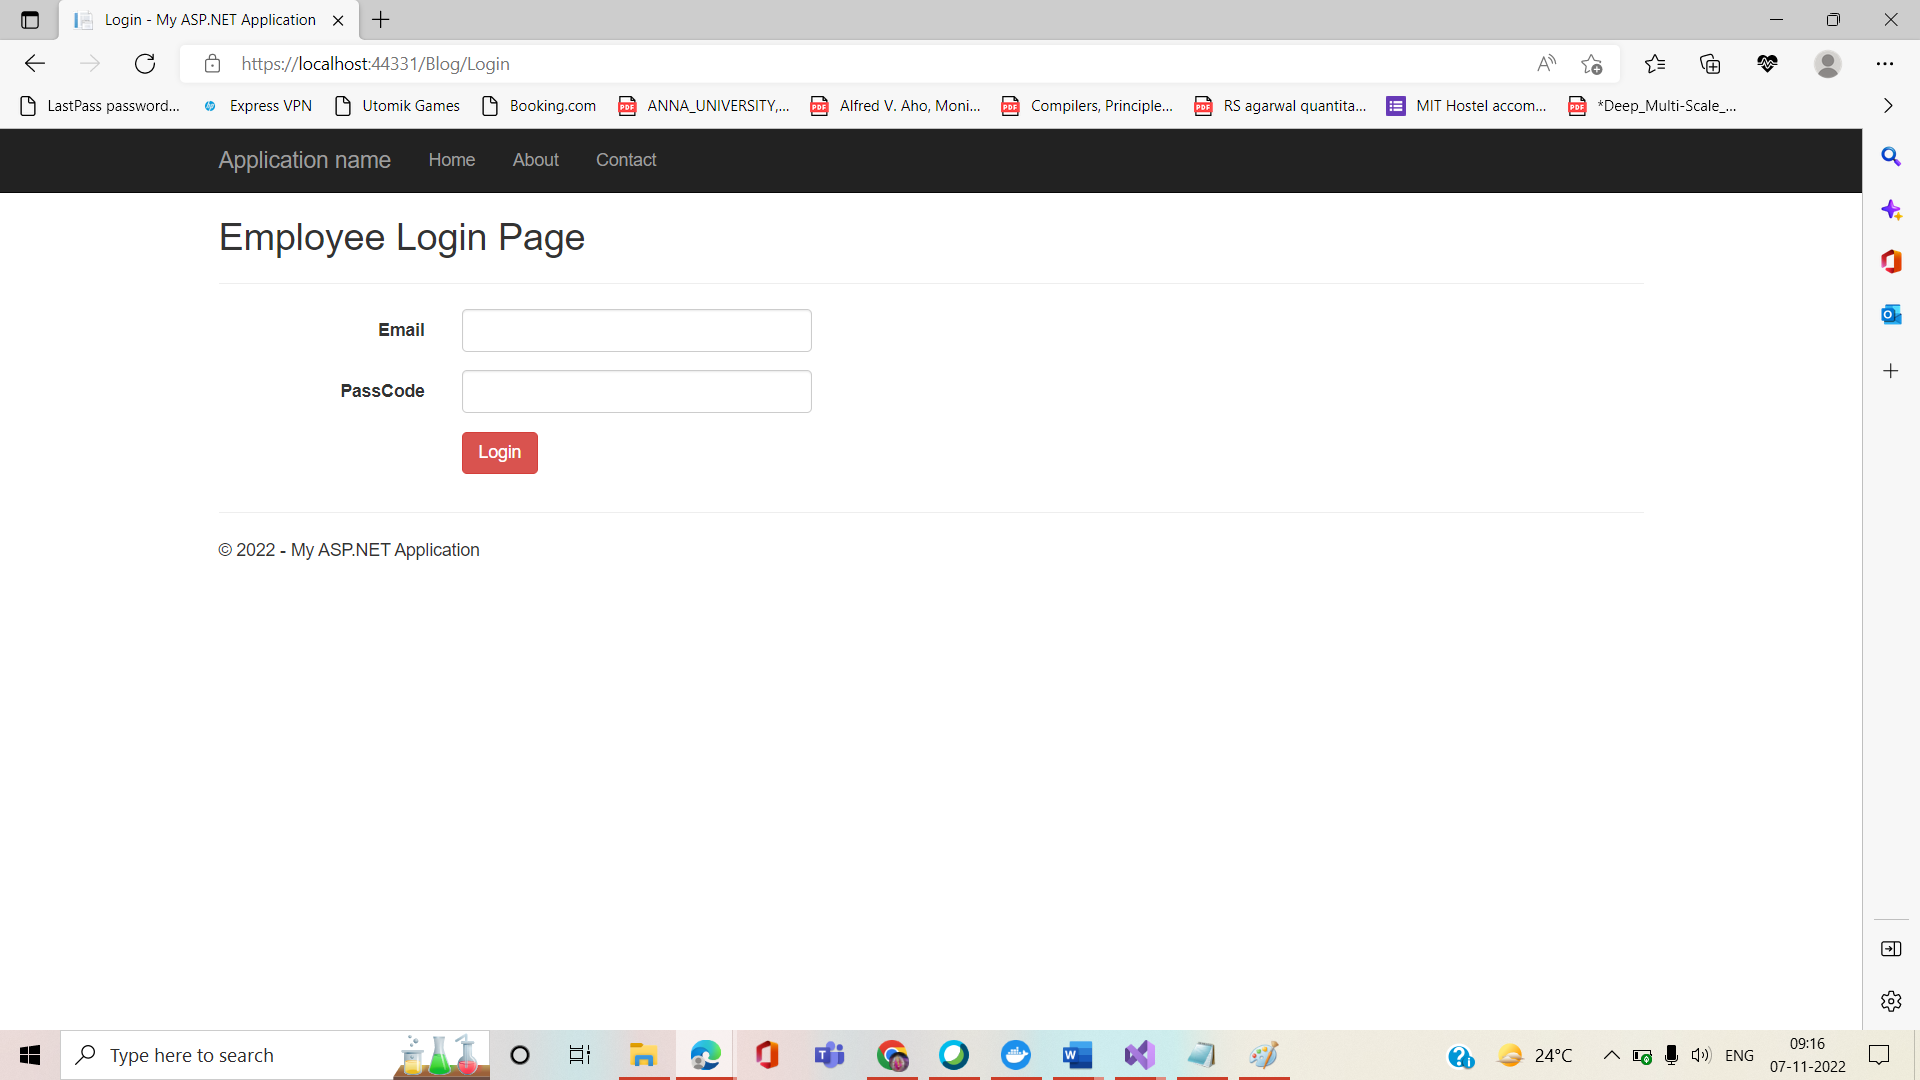 Login - My ASP.NET Application
https://localhost:44331/Blog/Login
LastPass password... Express VPN Utomik Games Booking.com ANNA_UNIVERSITY,... Alfred V. Aho, Moni... Compilers, Principle... RS agarwal quantita... MIT Hostel accom... *Deep_Multi-Scale_...
Application name Home About Contact
Employee Login Page
Email
PassCode
Login
© 2022 - My ASP.NET Application
Type here to search
24°C
ENG
09:16
07-11-2022